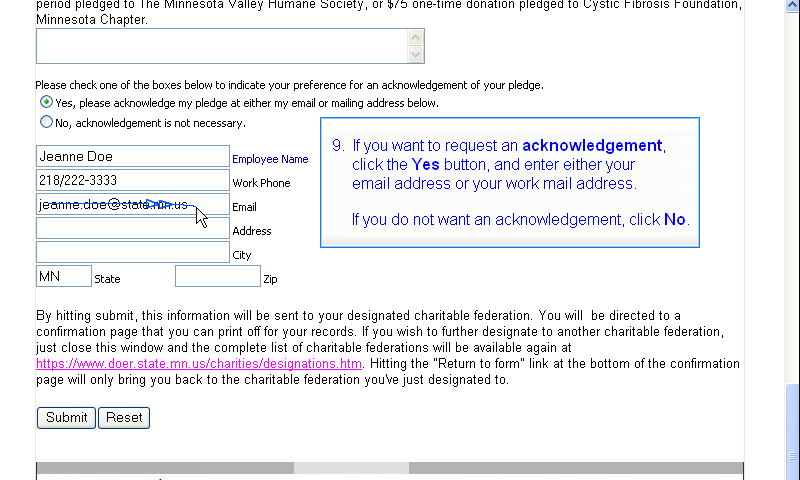 period pledged to The Minnesota Valley Humane Society, or $75 one-time donation pledged to Cystic Fibrosis Foundation,
Minnesota Chapter.
Please check one of the boxes below to indicate your preference for an acknowledgement of your pledge.
Yes, please acknowledge my pledge at either my email or mailing address below.
No, acknowledgement is not necessary.
9. If you want to request an acknowledgement,
click the Yes button, and enter either your
email address or your work mail address.
If you do not want an acknowledgement, click No.
Jeanne Doe Employee Name
218/222-3333 Work Phone
jeanne.doe@state.mn.us Email
Address
City
MN State Zip
By hitting submit, this information will be sent to your designated charitable federation. You will be directed to a
confirmation page that you can print off for your records. If you wish to further designate to another charitable federation,
just close this window and the complete list of charitable federations will be available again at
https://www.doer.state.mn.us/charities/designations.htm. Hitting the "Return to form" link at the bottom of the confirmation
page will only bring you back to the charitable federation you've just designated to.
Submit Reset